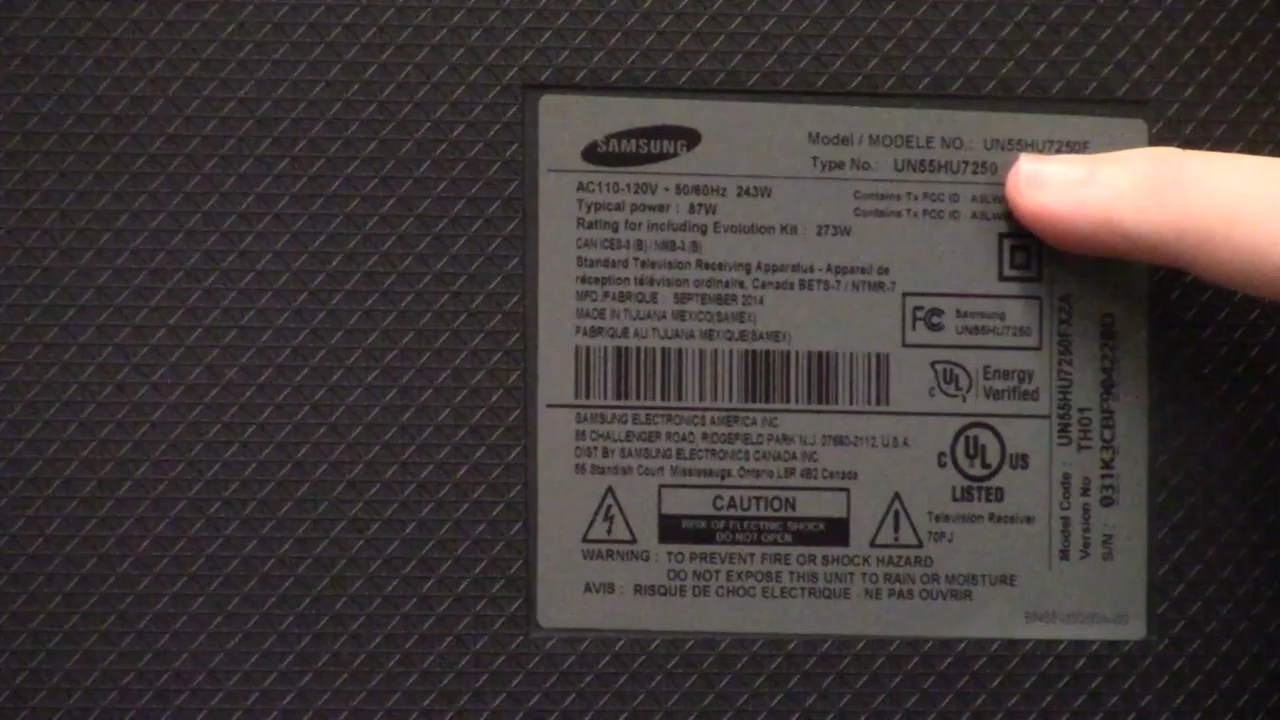 SAMSUNG
Model / MODELE NO.: UN55HU7250F
Type No.: UN55HU7250
AC110-120V ~ 50/60Hz 243W
Typical power : 87W
Rating for including Evolution Kit : 273W
CAN ICES-3 (B) / NMB-3 (B)
Standard Television Receiving Apparatus - Appareil de
réception télévision ordinaire, Canada BETS-7 / NTMR-7
MFD./FABRIQUE : SEPTEMBER 2014
MADE IN TIJUANA MEXICO(SAMEX)
FABRIQUE AU TIJUANA MEXIQUE(SAMEX)
Contains Tx FCC ID : A3LW
Contains Tx FCC ID : A3LW
FC Samsung
UN55HU7250
C UL Energy
Verified
SAMSUNG ELECTRONICS AMERICA INC
85 CHALLENGER ROAD, RIDGEFIELD PARK N.J. 07660-2112, U.S.A.
DIST BY SAMSUNG ELECTRONICS CANADA INC
55 Standish Court Mississauga, Ontario L5R 4B2 Canada
C UL US
LISTED
Television Receiver
70FJ
CAUTION
RISK OF ELECTRIC SHOCK
DO NOT OPEN
WARNING : TO PREVENT FIRE OR SHOCK HAZARD
DO NOT EXPOSE THIS UNIT TO RAIN OR MOISTURE
AVIS : RISQUE DE CHOC ELECTRIQUE - NE PAS OUVRIR
Model Code : UN55HU7250FXZA
Version No : TH01
S/N :